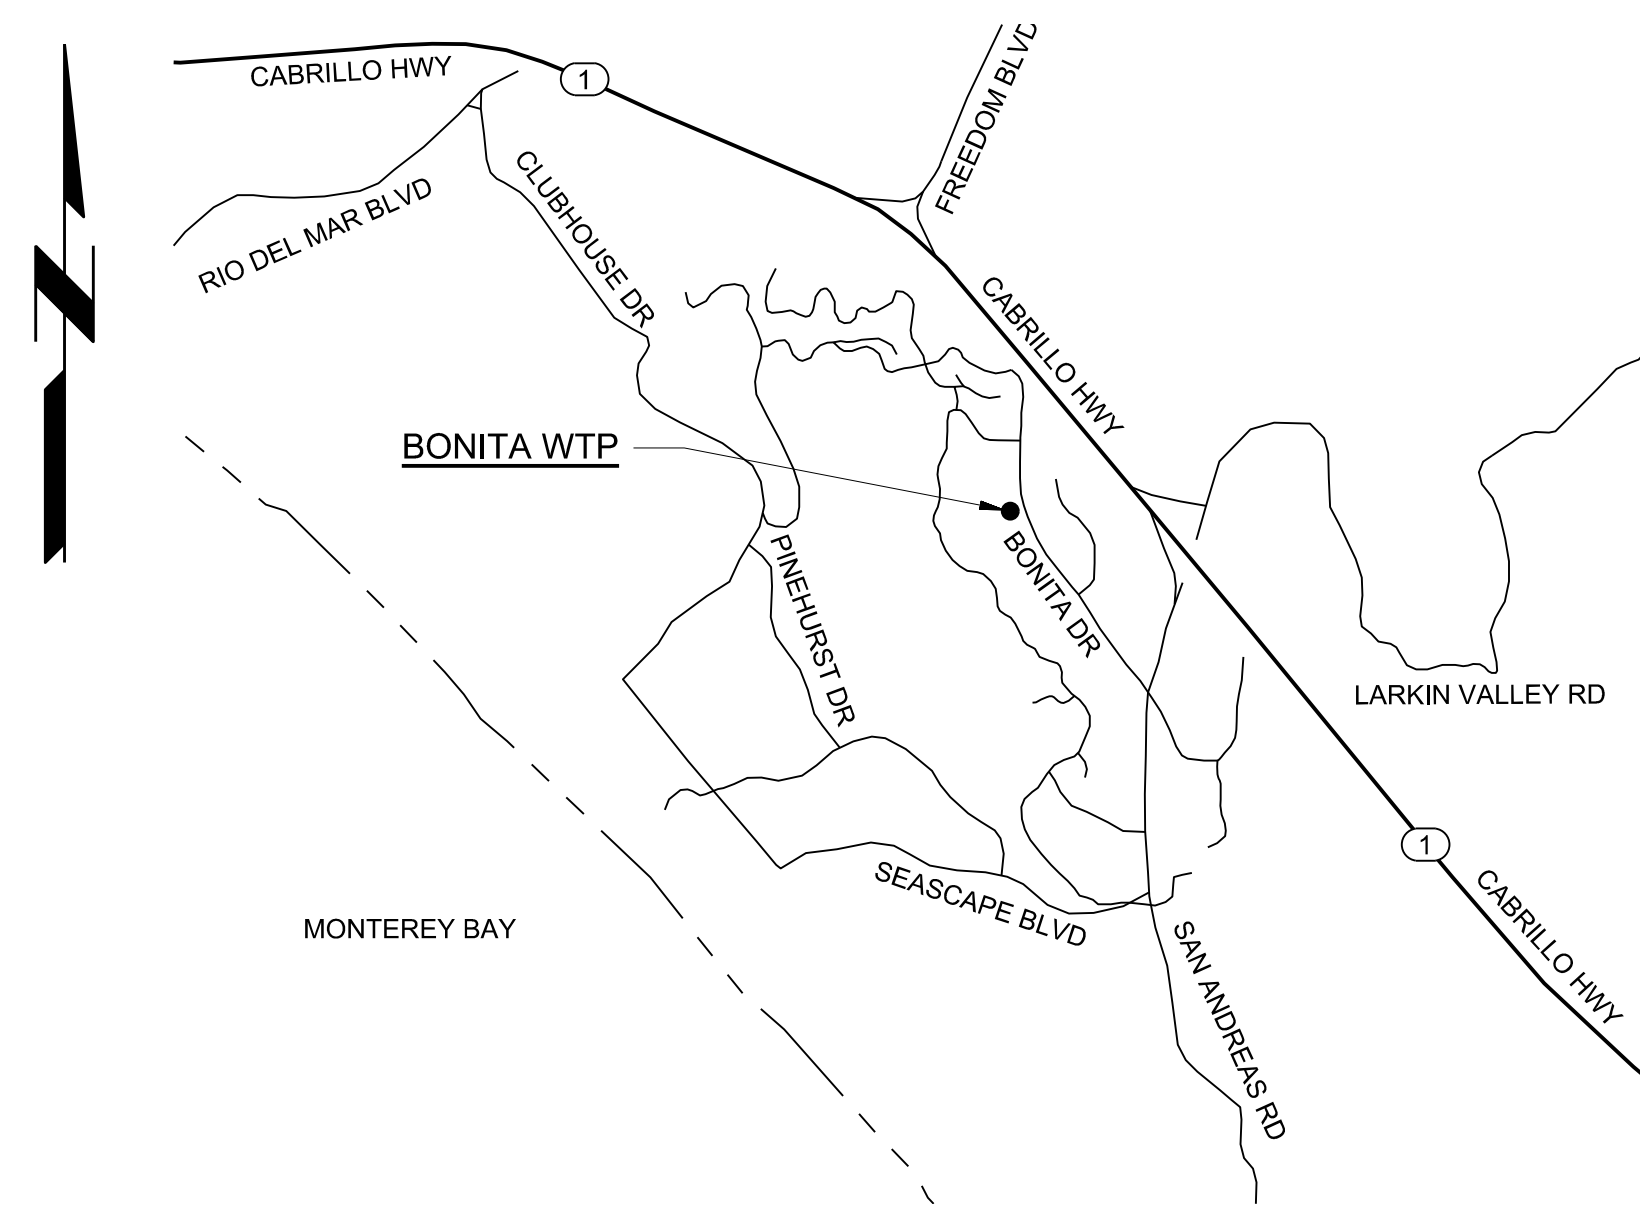 CABRILLO HWY
1
FREEDOM BLVD
CLUBHOUSE DR
RIO DEL MAR BLVD
CABRILLO HWY
N
BONITA WTP
PINEHURST DR
BONITA DR
LARKIN VALLEY RD
1
SEASCAPE BLVD
CABRILLO HWY
MONTEREY BAY
SAN ANDREAS RD